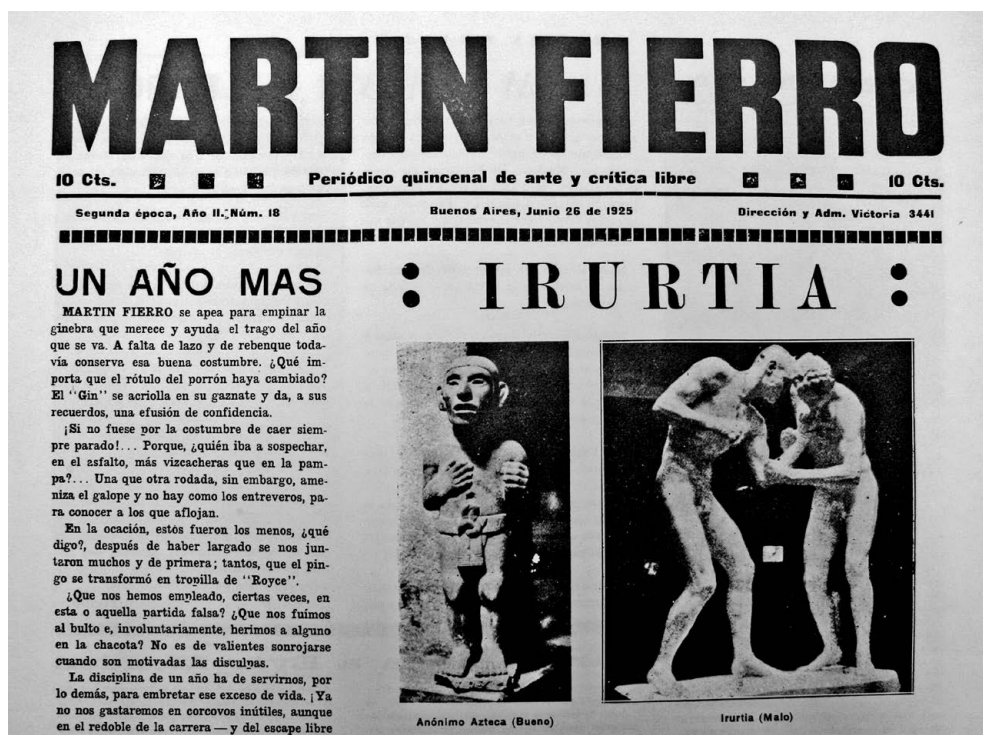 MARTIN FIERRO
10 Cts. Periódico quincenal de arte y crítica libre 10 Cts.
Segunda época, Año II. Núm. 18 Buenos Aires, Junio 26 de 1925 Dirección y Adm. Victoria 3441
UN AÑO MAS
MARTIN FIERRO se apea para empinar la
ginebra que merece y ayuda el trago del año
que se va. A falta de lazo y de rebenque toda-
vía conserva esa buena costumbre. ¿Qué im-
porta que el rótulo del porrón haya cambiado?
El "Gin" se acriolla en su gaznate y da, a sus
recuerdos, una efusión de confidencia.
¡Si no fuese por la costumbre de caer siem-
pre parado!... Porque, ¿quién iba a sospechar,
en el asfalto, más vizcacheras que en la pam-
pa?... Una que otra rodada, sin embargo, ame-
niza el galope y no hay como los entreveros, pa-
ra conocer a los que aflojan.
En la ocación, estos fueron los menos, ¿qué
digo?, después de haber largado se nos jun-
taron muchos y de primera; tantos, que el pin-
go se transformó en tropilla de "Royce".
¿Que nos hemos empleado, ciertas veces, en
esta o aquella partida falsa? ¿Que nos fuímos
al bulto e, involuntariamente, herimos a alguno
en la chacota? No es de valientes sonrojarse
cuando son motivadas las disculpas.
La disciplina de un año ha de servirnos, por
lo demás, para embretar ese exceso de vida. ¡Ya
no nos gastaremos en corcovos inútiles, aunque
en el redoble de la carrera — y del escape libre
: IRURTIA :
Anónimo Azteca (Bueno)
Irurtia (Malo)